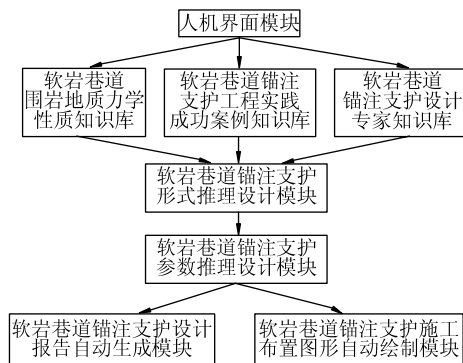 人机界面模块
软岩巷道
围岩地质力学
性质知识库
软岩巷道锚注
支护工程实践
成功案例知识库
软岩巷道
锚注支护设计
专家知识库
软岩巷道锚注支护
形式推理设计模块
软岩巷道锚注支护
参数推理设计模块
软岩巷道锚注支护设计
报告自动生成模块
软岩巷道锚注支护施工
布置图形自动绘制模块